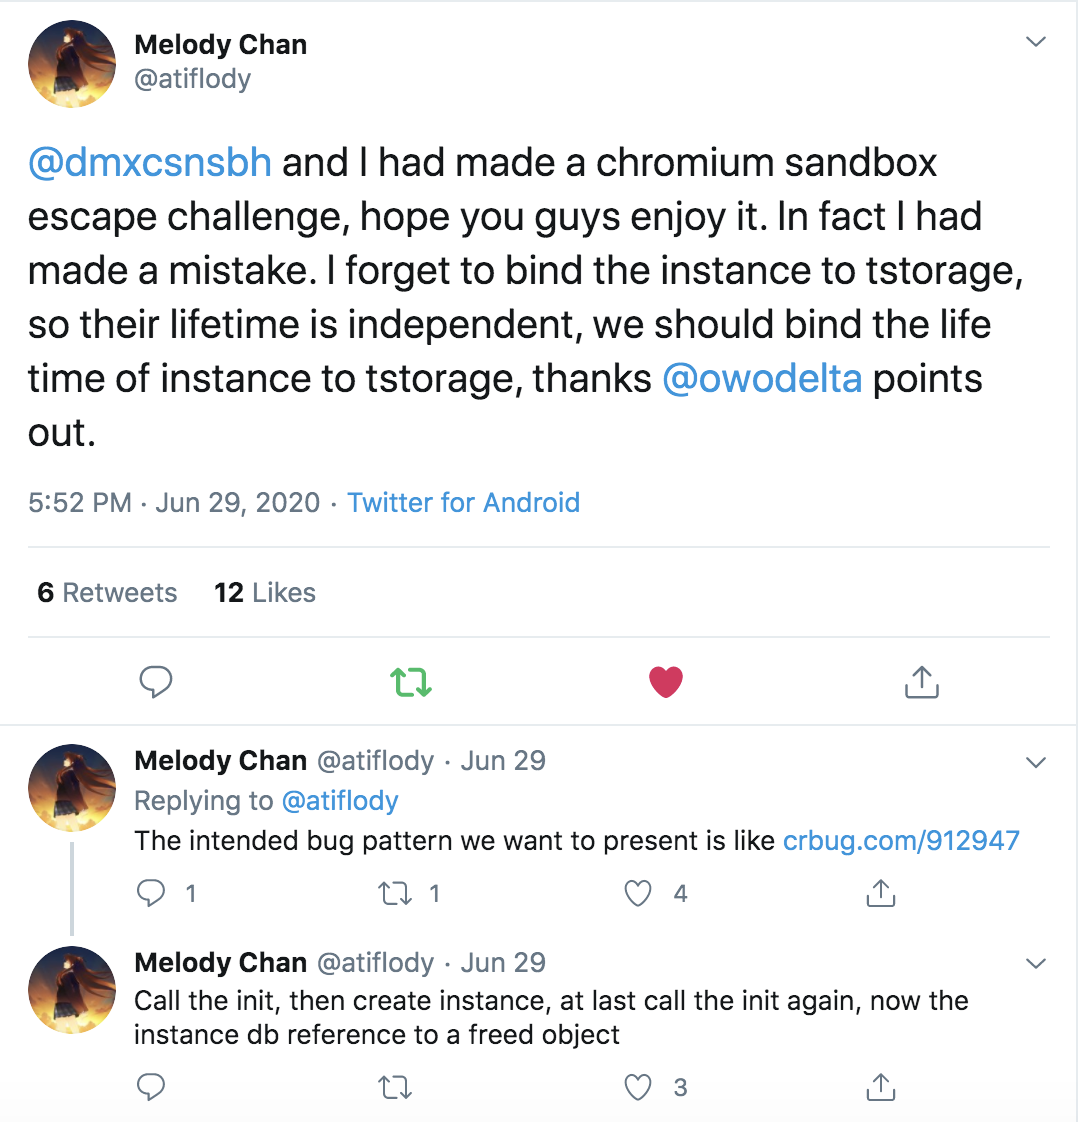 Melody Chan
@atiflody
@dmxcsnsbh and I had made a chromium sandbox
escape challenge, hope you guys enjoy it. In fact I had
made a mistake. I forget to bind the instance to tstorage,
so their lifetime is independent, we should bind the life
time of instance to tstorage, thanks @owodelta points
out.
5:52 PM · Jun 29, 2020 · Twitter for Android
6 Retweets 12 Likes
Melody Chan @atiflody · Jun 29
Replying to @atiflody
The intended bug pattern we want to present is like crbug.com/912947
1 1 4
Melody Chan @atiflody · Jun 29
Call the init, then create instance, at last call the init again, now the
instance db reference to a freed object
3